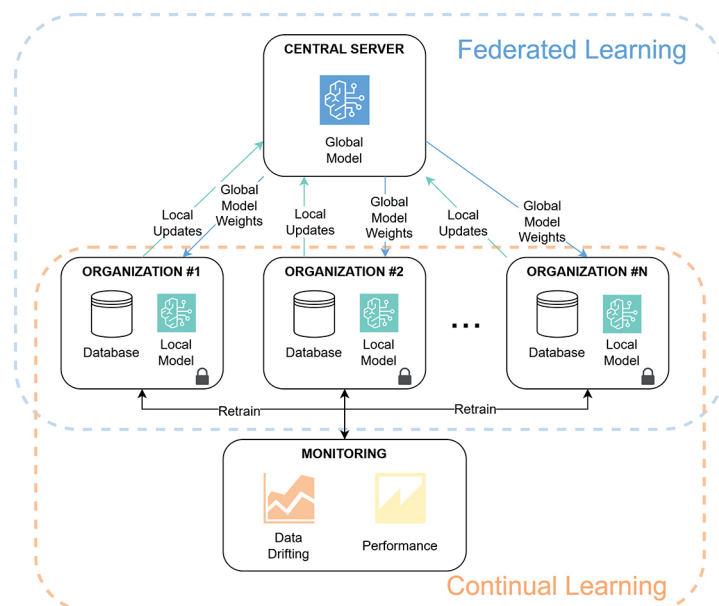 Federated Learning
CENTRAL SERVER
Global
Model
Local
Updates
Global
Model
Weights
Local
Updates
Global
Model
Weights
Local
Updates
Global
Model
Weights
ORGANIZATION #1
Database
Local
Model
ORGANIZATION #2
Database
Local
Model
...
ORGANIZATION #N
Database
Local
Model
Retrain
Retrain
MONITORING
Data
Drifting
Performance
Continual Learning